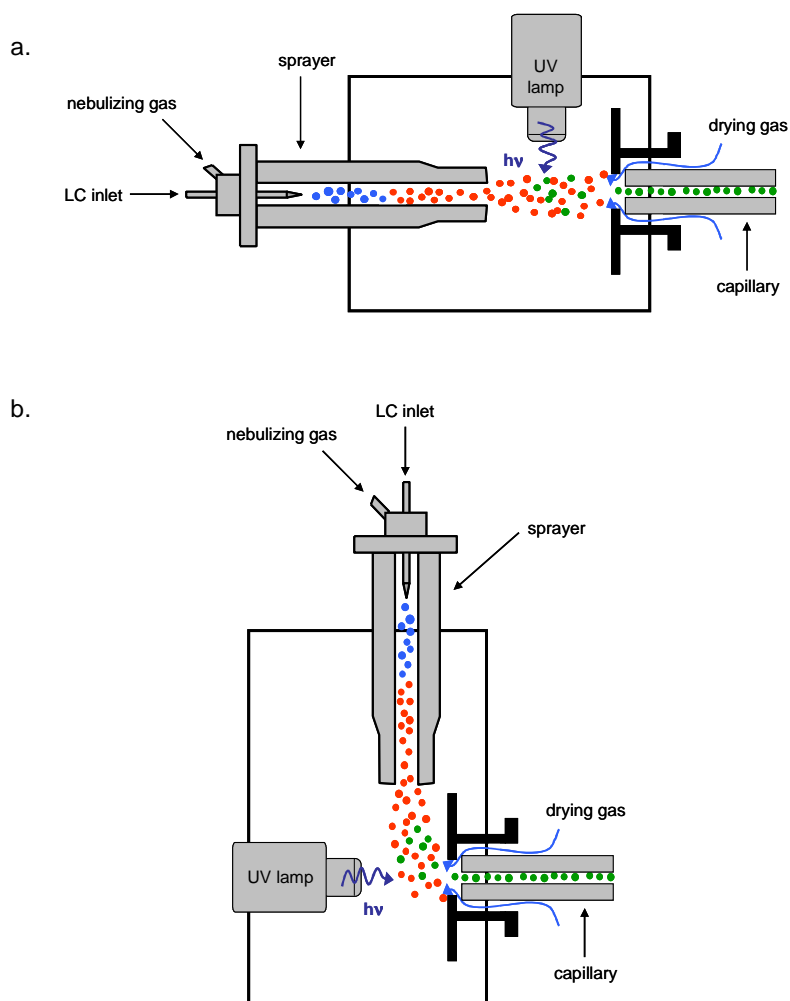 a.
sprayer
nebulizing gas
LC inlet
UV
lamp
hν
drying gas
capillary
b.
LC inlet
nebulizing gas
sprayer
drying gas
UV lamp
hν
capillary